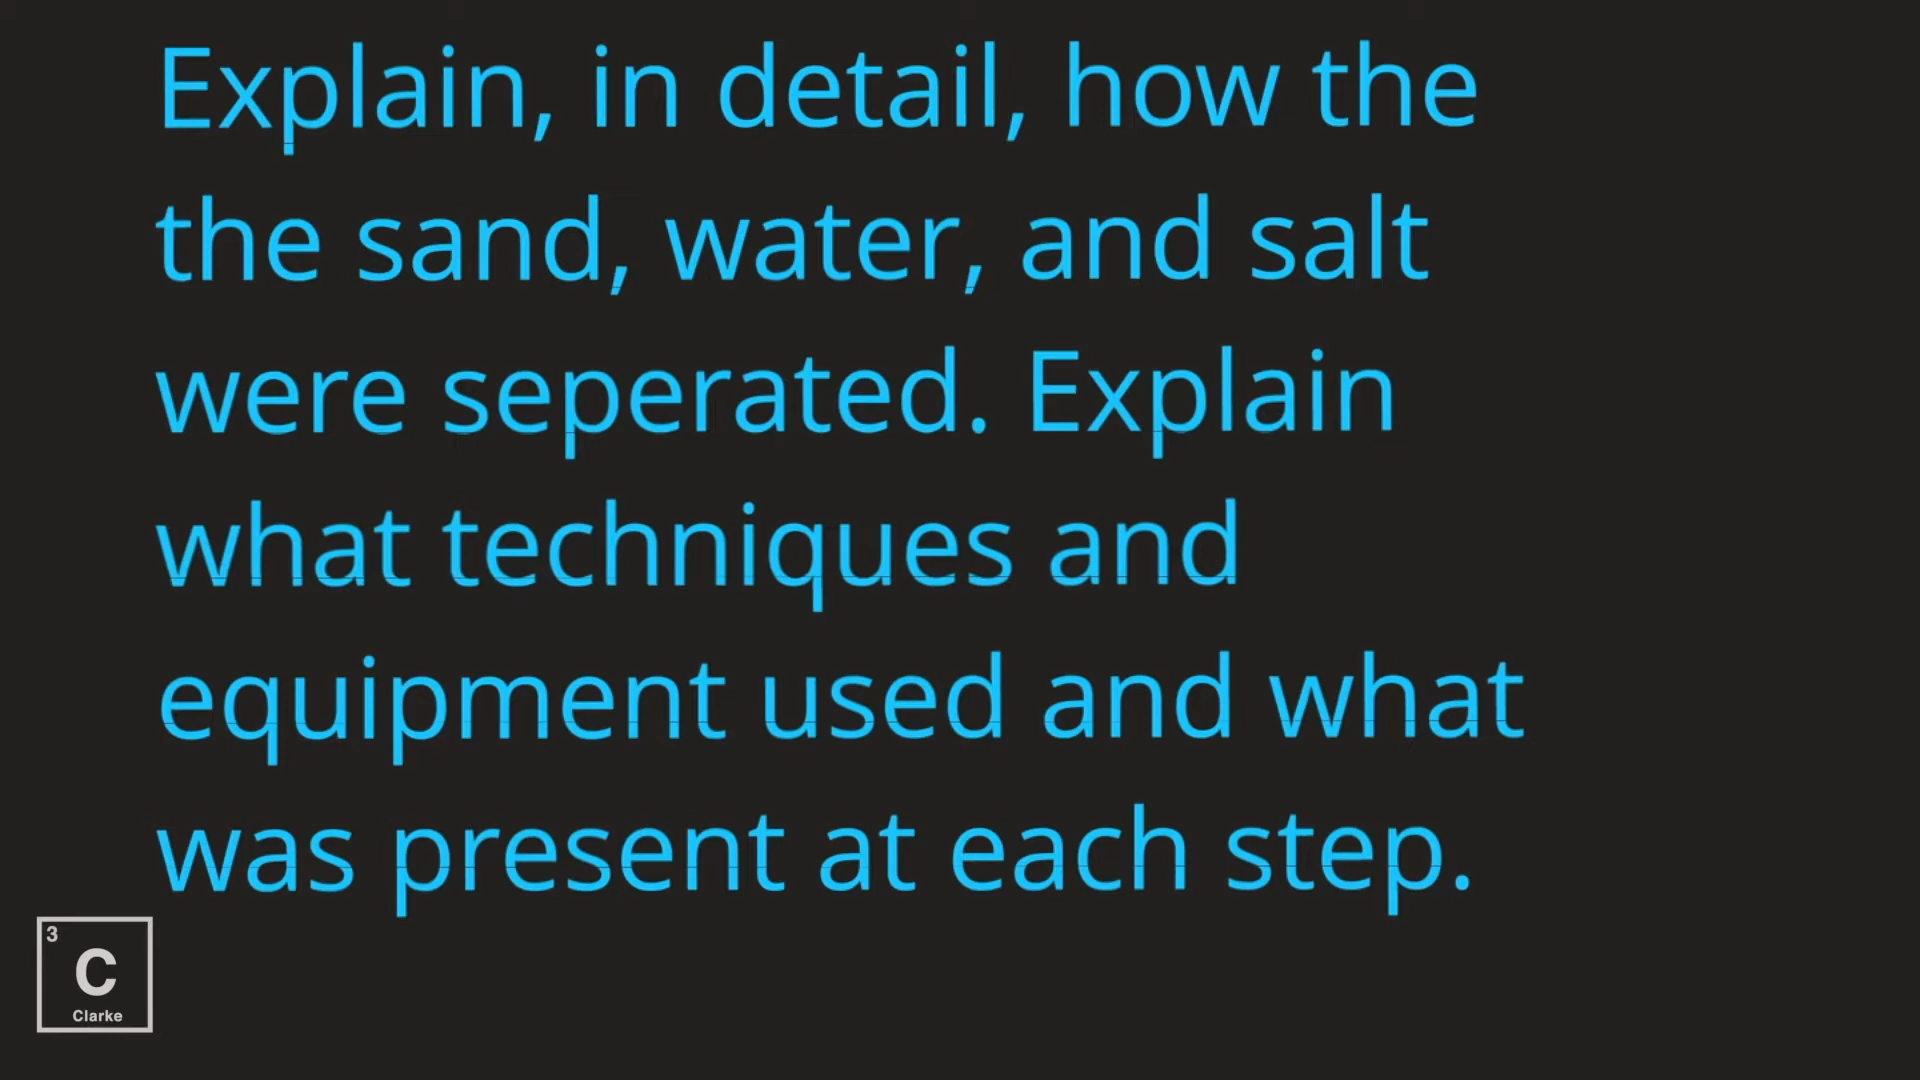 Explain, in detail, how the
the sand, water, and salt
were seperated. Explain
what techniques and
equipment used and what
was present at each step.
3
C
Clarke